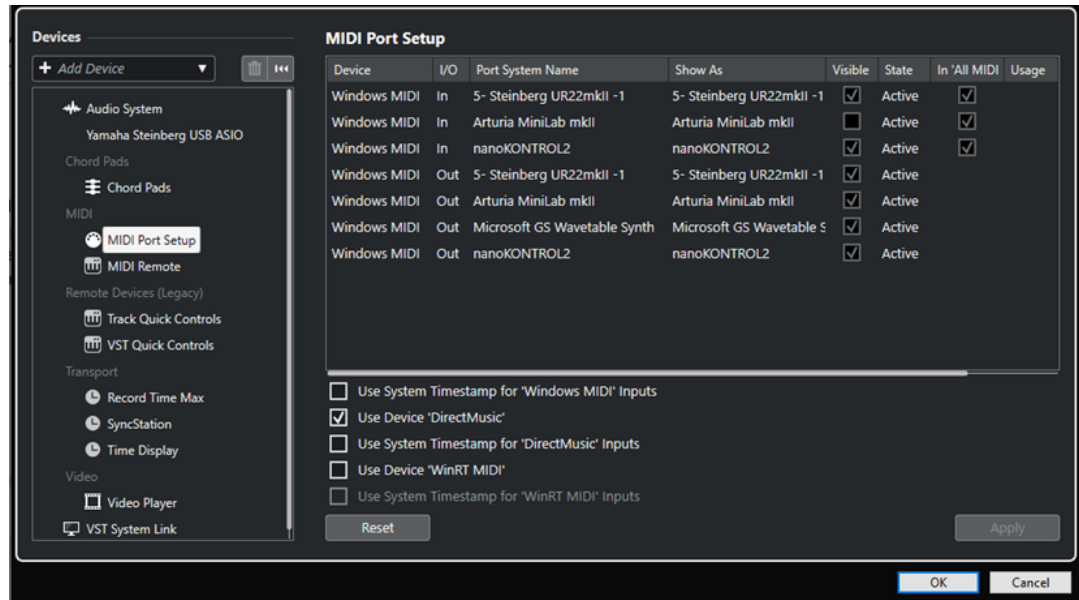 Devices
+ Add Device
Audio System
Yamaha Steinberg USB ASIO
Chord Pads
Chord Pads
MIDI
MIDI Port Setup
MIDI Remote
Remote Devices (Legacy)
Track Quick Controls
VST Quick Controls
Transport
Record Time Max
SyncStation
Time Display
Video
Video Player
VST System Link
MIDI Port Setup
Device I/O Port System Name Show As Visible State In 'All MIDI Usage
Windows MIDI In 5- Steinberg UR22mkII -1 5- Steinberg UR22mkII -1 Active
Windows MIDI In Arturia MiniLab mkII Arturia MiniLab mkII Active
Windows MIDI In nanoKONTROL2 nanoKONTROL2 Active
Windows MIDI Out 5- Steinberg UR22mkII -1 5- Steinberg UR22mkII -1 Active
Windows MIDI Out Arturia MiniLab mkII Arturia MiniLab mkII Active
Windows MIDI Out Microsoft GS Wavetable Synth Microsoft GS Wavetable S Active
Windows MIDI Out nanoKONTROL2 nanoKONTROL2 Active
Use System Timestamp for 'Windows MIDI' Inputs
Use Device 'DirectMusic'
Use System Timestamp for 'DirectMusic' Inputs
Use Device 'WinRT MIDI'
Use System Timestamp for 'WinRT MIDI' Inputs
Reset
Apply
OK
Cancel